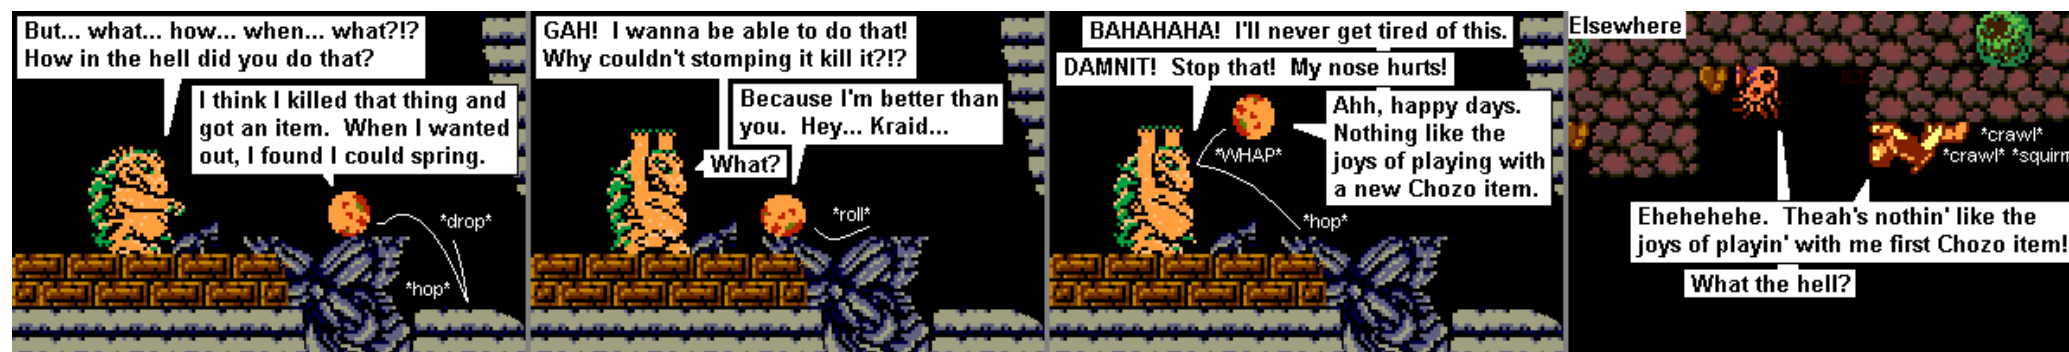 But... what... how... when... what?!?
How in the hell did you do that?
I think I killed that thing and
got an item. When I wanted
out, I found I could spring.
*drop*
*hop*
GAH! I wanna be able to do that!
Why couldn't stomping it kill it?!?
Because I'm better than
you. Hey... Kraid...
What?
*roll*
BAHAHAHA! I'll never get tired of this.
DAMNIT! Stop that! My nose hurts!
Ahh, happy days.
Nothing like the
joys of playing with
a new Chozo item.
*WHAP*
*hop*
Elsewhere
*crawl*
*crawl* *squirm
Ehehehehe. Theah's nothin' like the
joys of playin' with me first Chozo item!
What the hell?